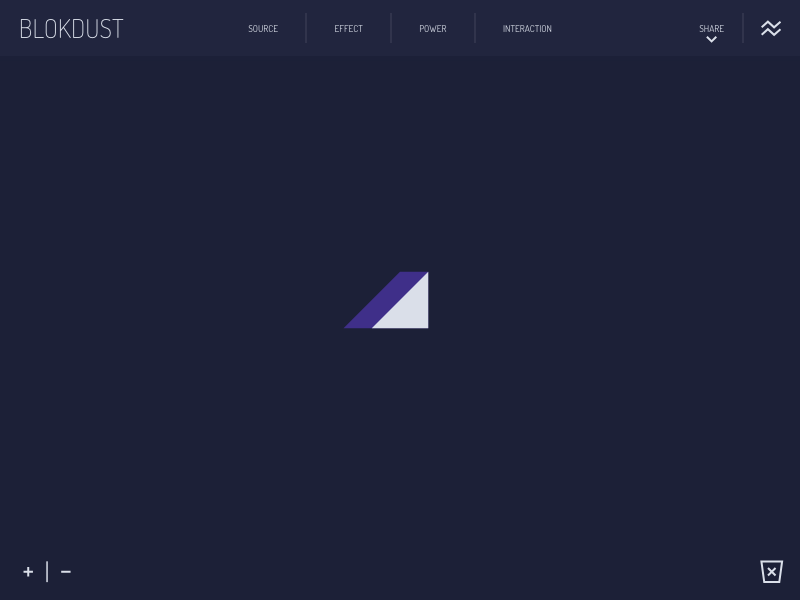 BLOKDUST
SOURCE
EFFECT
POWER
INTERACTION
SHARE